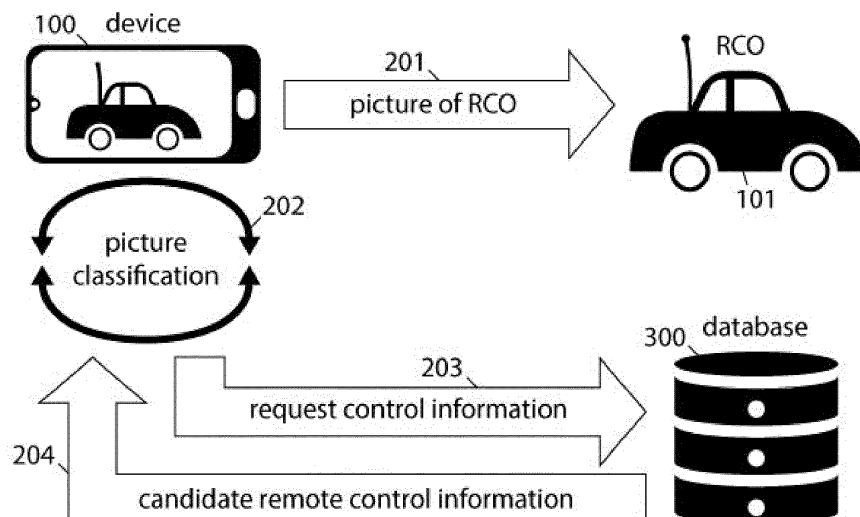 100 device
201
picture of RCO
RCO
101
202
picture
classification
database
300
203
request control information
204
candidate remote control information